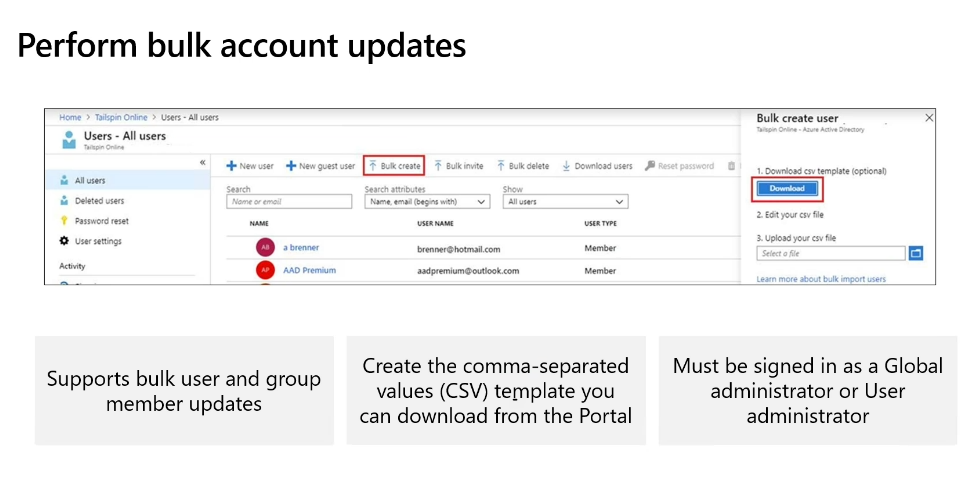 Perform bulk account updates
Home > Tailspin Online > Users - All users
Users - All users
Tailspin Online
«
All users
Deleted users
Password reset
User settings
Activity
New user
New guest user
Bulk create
Bulk invite
Bulk delete
Download users
Reset password
Search
Name or email
Search attributes
Name, email (begins with)
Show
All users
NAME
USER NAME
USER TYPE
AB
a brenner
brenner@hotmail.com
Member
AP
AAD Premium
aadpremium@outlook.com
Member
Bulk create user
Tailspin Online - Azure Active Directory
1. Download csv template (optional)
Download
2. Edit your csv file
3. Upload your csv file
Select a file
Learn more about bulk import users
Supports bulk user and group
member updates
Create the comma-separated
values (CSV) template you
can download from the Portal
Must be signed in as a Global
administrator or User
administrator